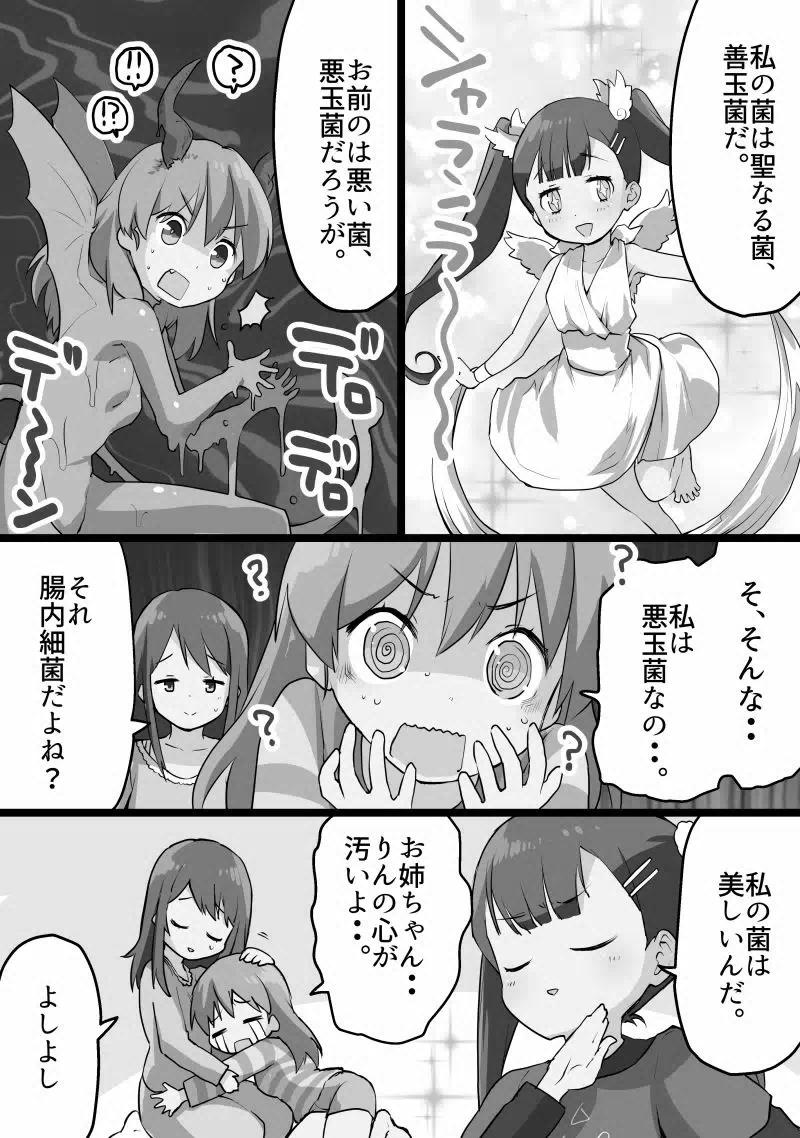 私の菌は聖なる菌、
善玉菌だ。
シャラララ〜
お前のは悪い菌、
悪玉菌だろうが。
？
!!
!?
デロ
デロ
デ〜〜ン
そ、そんな・・
私は
悪玉菌なの・・。
？
？
？
？
それ
腸内細菌だよね？
私の菌は
美しいんだ。
お姉ちゃん・・
りんの心が
汚いよ・・。
よしよし